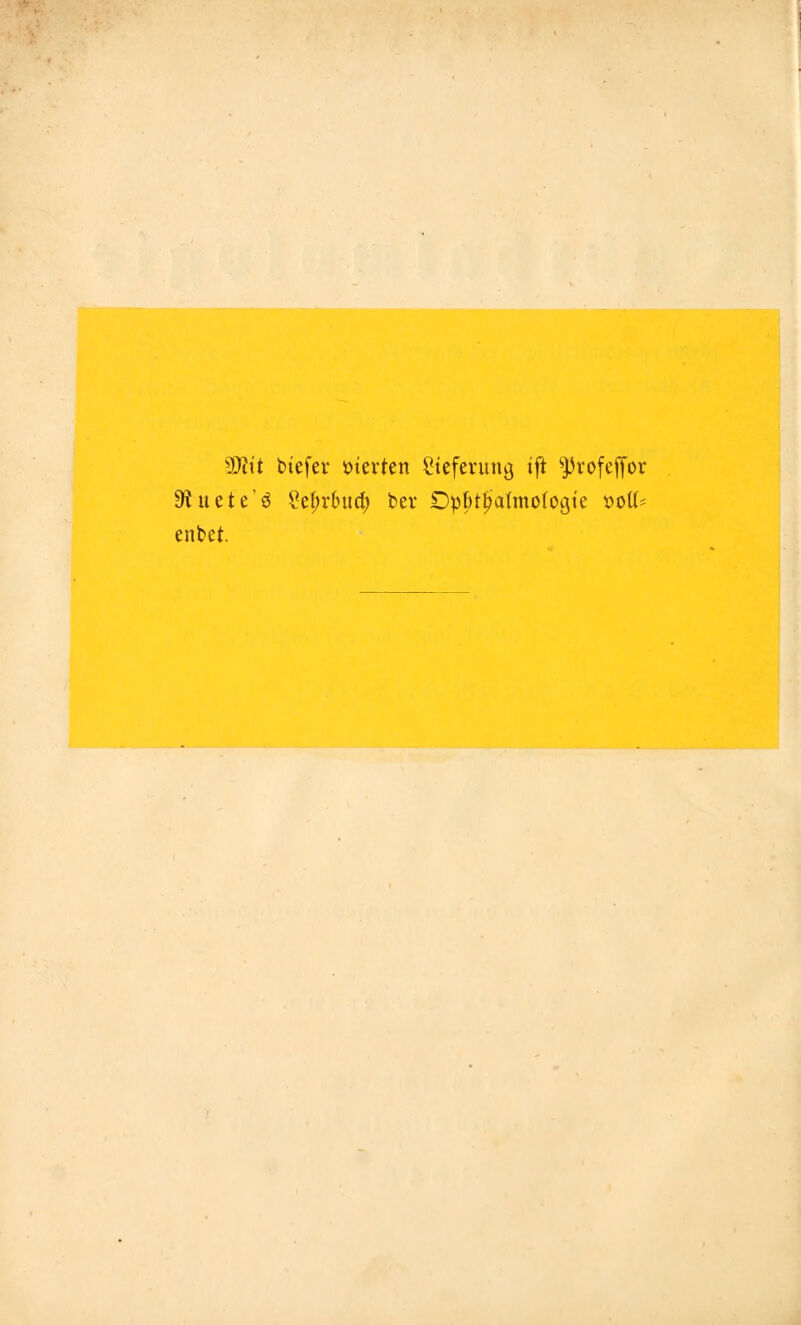 Mit dieser vierten Lieferung ist Professor
Ruete's Lehrbuch der Ophthalmologie voll-
endet.